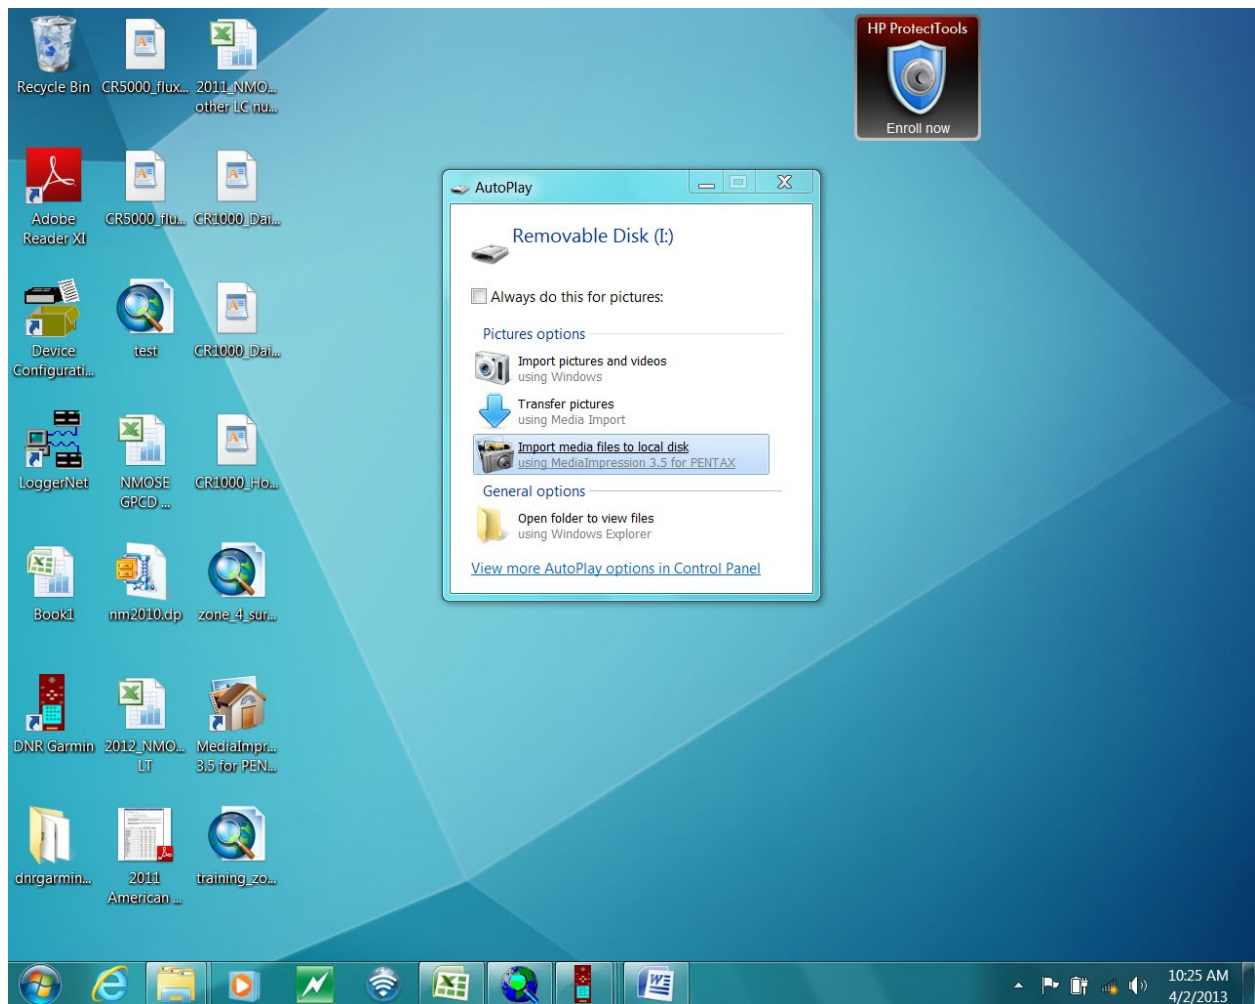 Recycle Bin
CR5000_flux...
2011_NMO...
other LC nu...
HP ProtectTools
Enroll now
Adobe
Reader XI
CR5000_flu...
CR1000_Dai...
Device
Configurati...
test
CR1000_Dai...
LoggerNet
NMOSE
GPCD ...
CR1000_Ho...
Book1
nm2010.dp
zone_4_sur...
DNR Garmin
2012_NMO...
LT
MediaImpr...
3.5 for PEN...
dnrgarmin...
2011
American ...
training_zo...
AutoPlay
Removable Disk (I:)
Always do this for pictures:
Pictures options
Import pictures and videos
using Windows
Transfer pictures
using Media Import
Import media files to local disk
using MediaImpression 3.5 for PENTAX
General options
Open folder to view files
using Windows Explorer
View more AutoPlay options in Control Panel
10:25 AM
4/2/2013